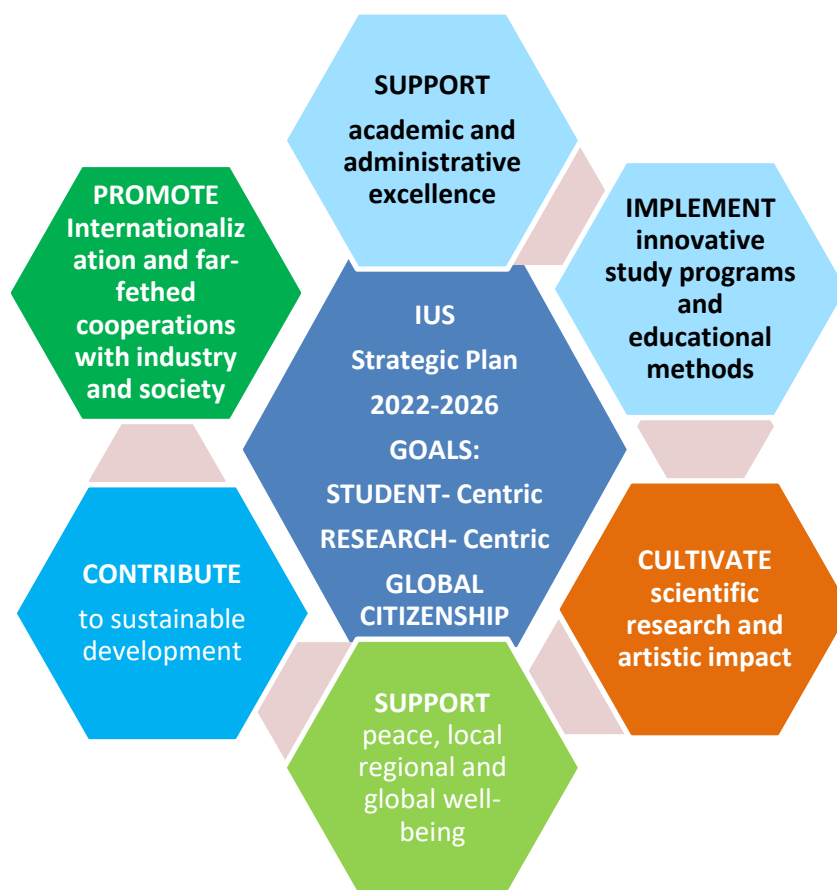 SUPPORT
academic and
administrative
excellence
IMPLEMENT
innovative
study programs
and
educational
methods
CULTIVATE
scientific
research and
artistic impact
SUPPORT
peace, local
regional and
global well-
being
CONTRIBUTE
to sustainable
development
PROMOTE
Internationaliz
ation and far-
fethed
cooperations
with industry
and society
IUS
Strategic Plan
2022-2026
GOALS:
STUDENT- Centric
RESEARCH- Centric
GLOBAL
CITIZENSHIP